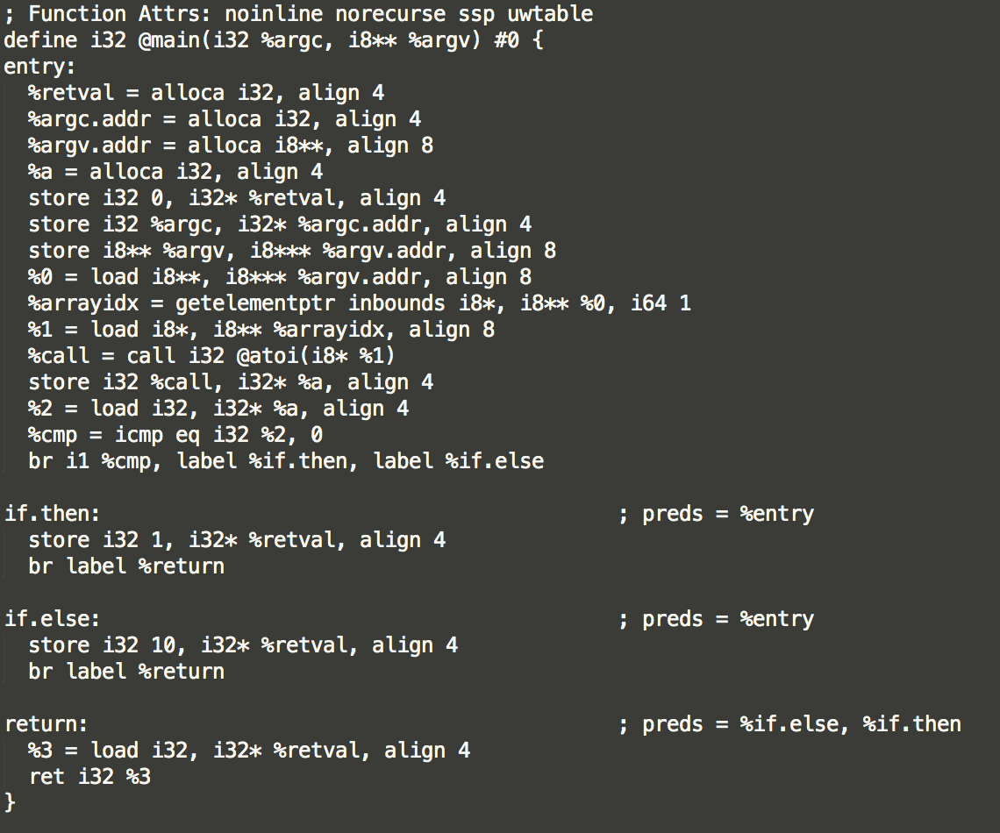 ; Function Attrs: noinline norecurse ssp uwtable
define i32 @main(i32 %argc, i8** %argv) #0 {
entry:
  %retval = alloca i32, align 4
  %argc.addr = alloca i32, align 4
  %argv.addr = alloca i8**, align 8
  %a = alloca i32, align 4
  store i32 0, i32* %retval, align 4
  store i32 %argc, i32* %argc.addr, align 4
  store i8** %argv, i8*** %argv.addr, align 8
  %0 = load i8**, i8*** %argv.addr, align 8
  %arrayidx = getelementptr inbounds i8*, i8** %0, i64 1
  %1 = load i8*, i8** %arrayidx, align 8
  %call = call i32 @atoi(i8* %1)
  store i32 %call, i32* %a, align 4
  %2 = load i32, i32* %a, align 4
  %cmp = icmp eq i32 %2, 0
  br i1 %cmp, label %if.then, label %if.else

if.then:                                          ; preds = %entry
  store i32 1, i32* %retval, align 4
  br label %return

if.else:                                          ; preds = %entry
  store i32 10, i32* %retval, align 4
  br label %return

return:                                           ; preds = %if.else, %if.then
  %3 = load i32, i32* %retval, align 4
  ret i32 %3
}